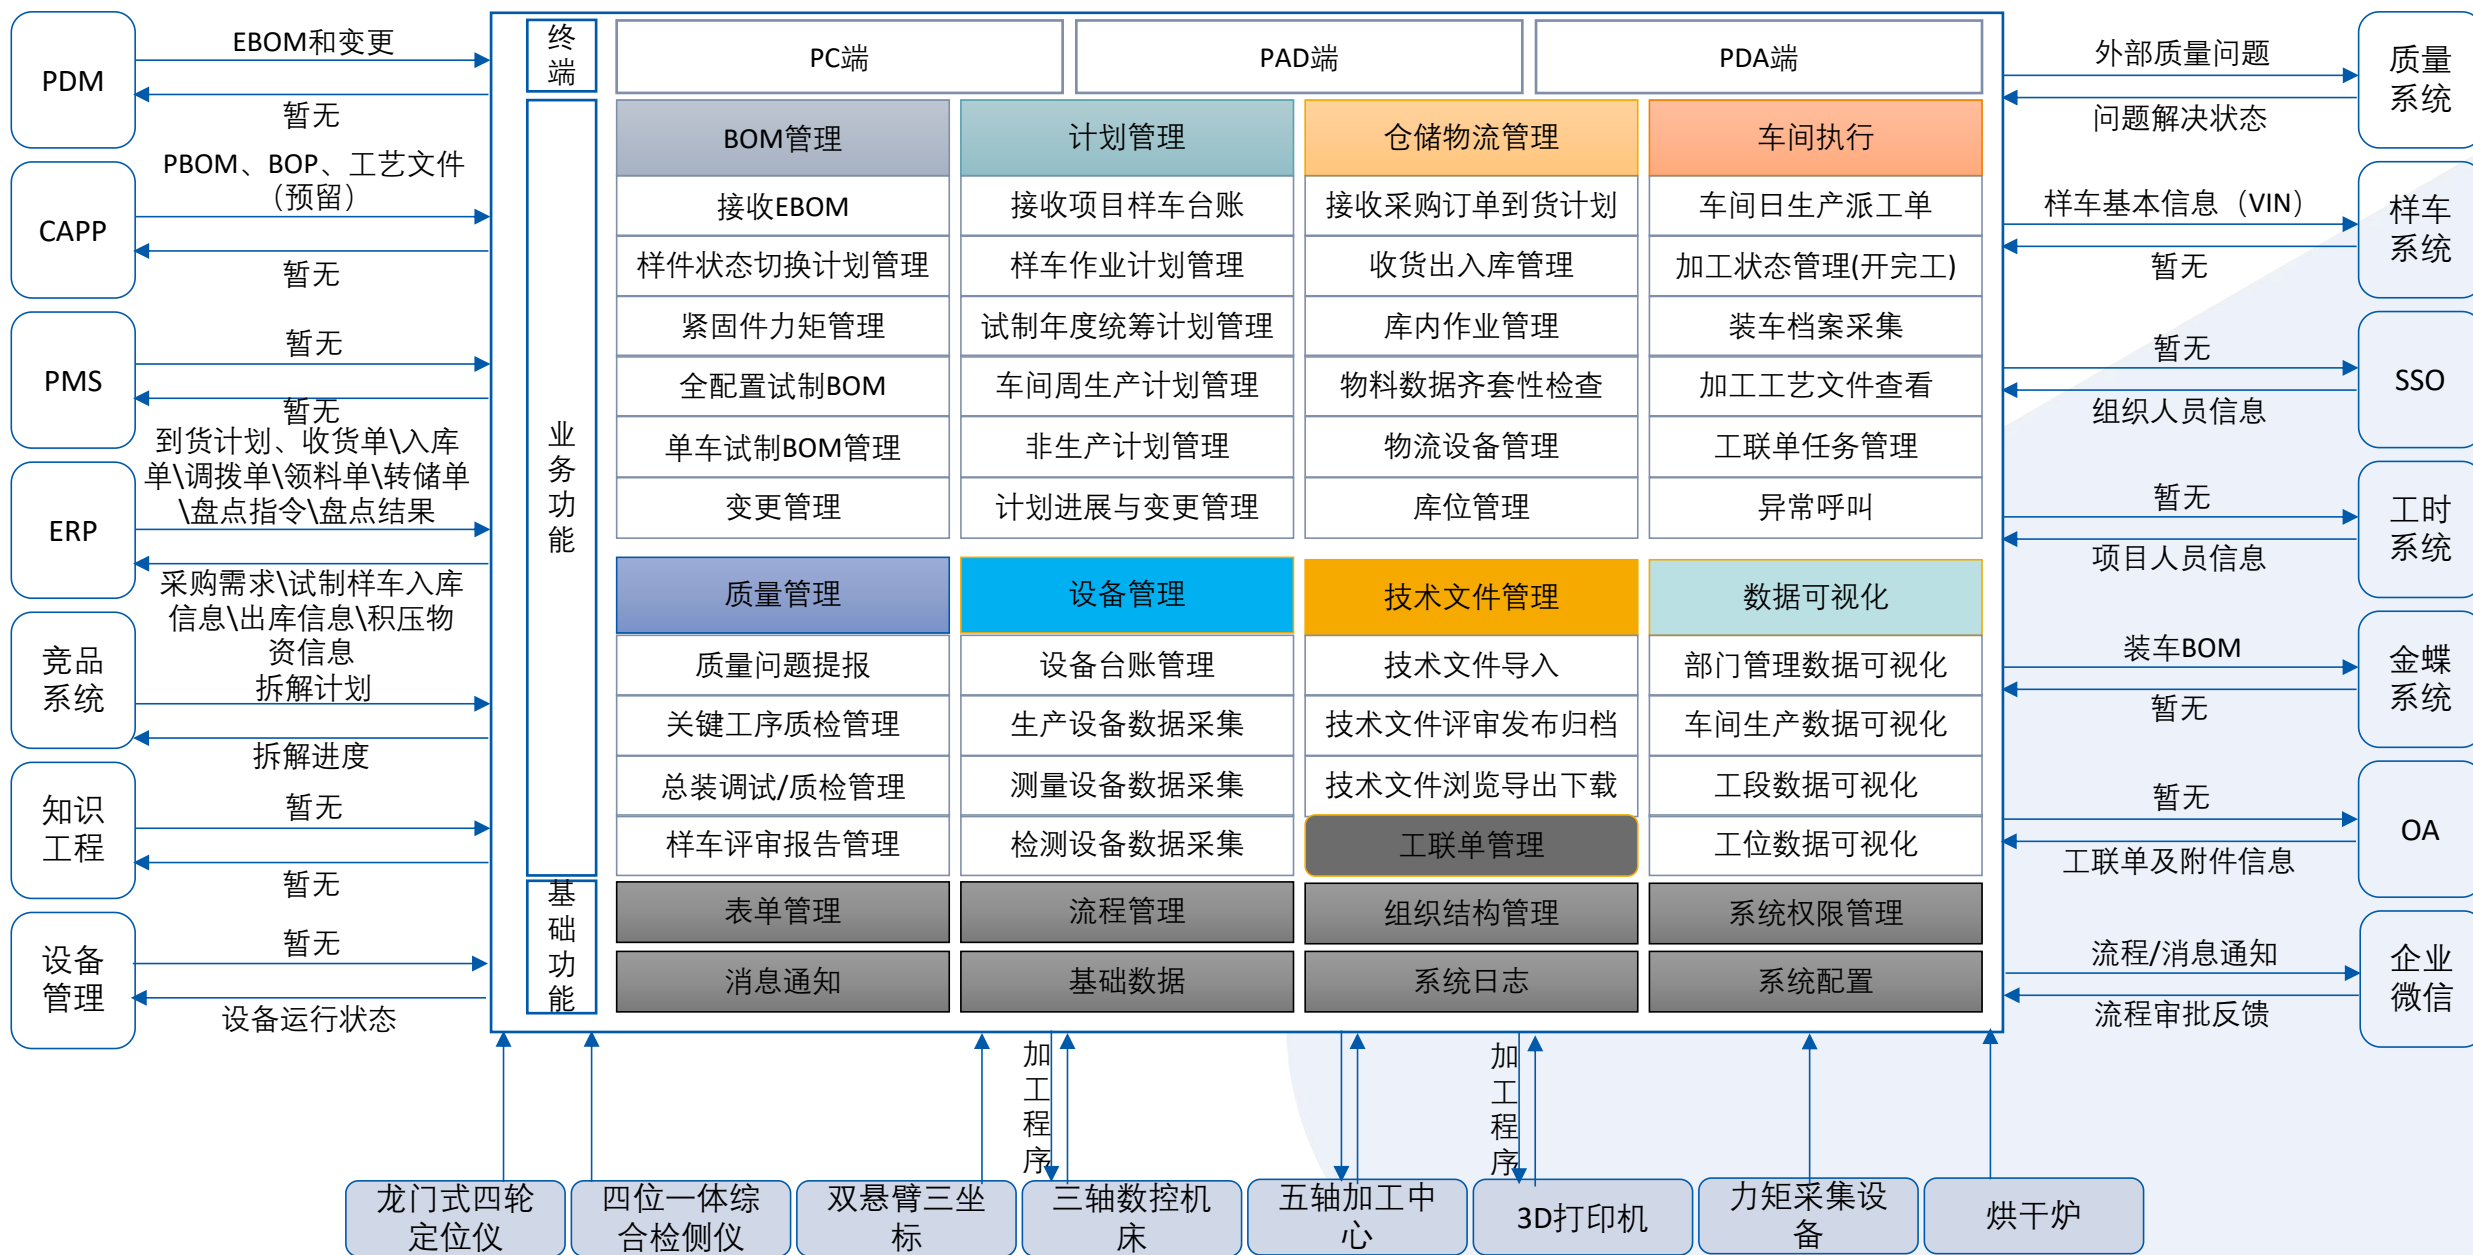 PDM
EBOM和变更
暂无
CAPP
PBOM、BOP、工艺文件
（预留）
暂无
PMS
暂无
暂无
ERP
到货计划、收货单\入库
单\调拨单\领料单\转储单
\盘点指令\盘点结果
采购需求\试制样车入库
信息\出库信息\积压物
资信息
竞品
系统
拆解计划
拆解进度
知识
工程
暂无
暂无
设备
管理
暂无
设备运行状态
终
端
PC端
PAD端
PDA端
业
务
功
能
BOM管理
计划管理
仓储物流管理
车间执行
接收EBOM
接收项目样车台账
接收采购订单到货计划
车间日生产派工单
样件状态切换计划管理
样车作业计划管理
收货出入库管理
加工状态管理(开完工)
紧固件力矩管理
试制年度统筹计划管理
库内作业管理
装车档案采集
全配置试制BOM
车间周生产计划管理
物料数据齐套性检查
加工工艺文件查看
单车试制BOM管理
非生产计划管理
物流设备管理
工联单任务管理
变更管理
计划进展与变更管理
库位管理
异常呼叫
质量管理
设备管理
技术文件管理
数据可视化
质量问题提报
设备台账管理
技术文件导入
部门管理数据可视化
关键工序质检管理
生产设备数据采集
技术文件评审发布归档
车间生产数据可视化
总装调试/质检管理
测量设备数据采集
技术文件浏览导出下载
工段数据可视化
样车评审报告管理
检测设备数据采集
工联单管理
工位数据可视化
基
础
功
能
表单管理
流程管理
组织结构管理
系统权限管理
消息通知
基础数据
系统日志
系统配置
外部质量问题
问题解决状态
质量
系统
样车基本信息（VIN）
暂无
样车
系统
暂无
组织人员信息
SSO
暂无
项目人员信息
工时
系统
装车BOM
暂无
金蝶
系统
暂无
工联单及附件信息
OA
流程/消息通知
流程审批反馈
企业
微信
加
工
程
序
加
工
程
序
龙门式四轮
定位仪
四位一体综
合检侧仪
双悬臂三坐
标
三轴数控机
床
五轴加工中
心
3D打印机
力矩采集设
备
烘干炉